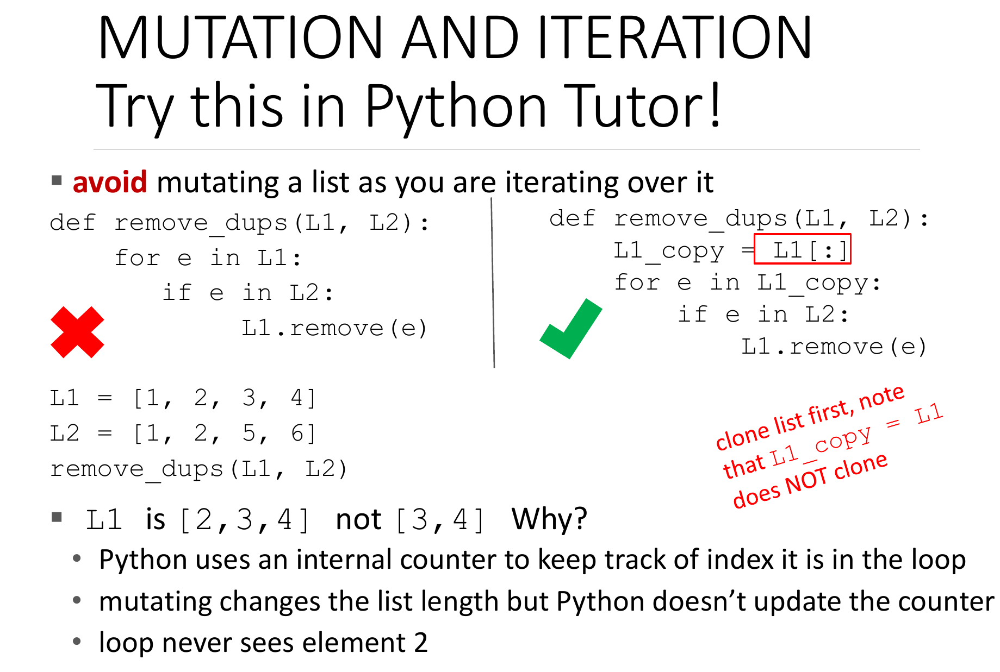 MUTATION AND ITERATION
Try this in Python Tutor!
▪ avoid mutating a list as you are iterating over it
def remove_dups(L1, L2):
    for e in L1:
       if e in L2:
            L1.remove(e)
def remove_dups(L1, L2):
    L1_copy = L1[:]
    for e in L1_copy:
        if e in L2:
            L1.remove(e)
L1 = [1, 2, 3, 4]
L2 = [1, 2, 5, 6]
remove_dups(L1, L2)
clone list first, note
that L1_copy = L1
does NOT clone
▪ L1 is [2,3,4] not [3,4] Why?
• Python uses an internal counter to keep track of index it is in the loop
• mutating changes the list length but Python doesn’t update the counter
• loop never sees element 2